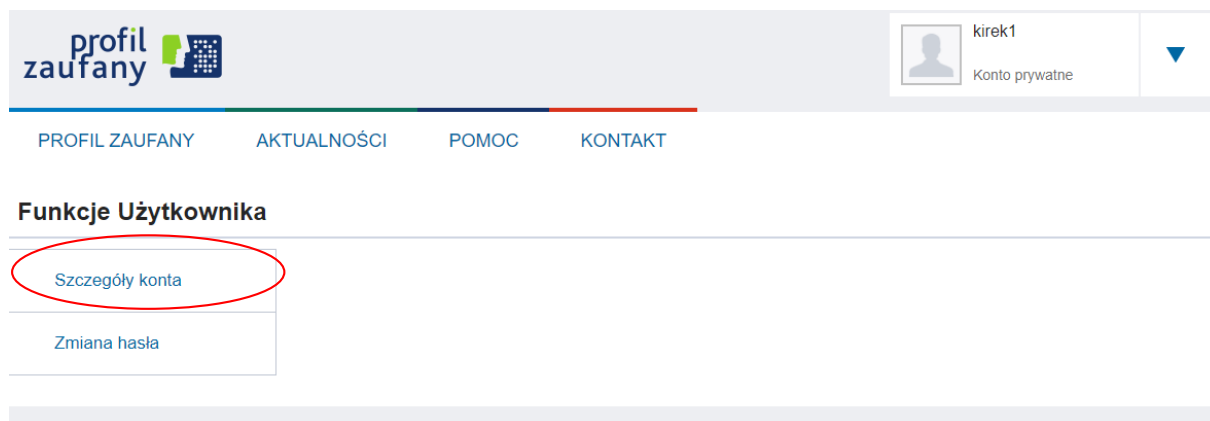 profil
zaufany
kirek1
Konto prywatne
PROFIL ZAUFANY AKTUALNOŚCI POMOC KONTAKT
Funkcje Użytkownika
Szczegóły konta
Zmiana hasła